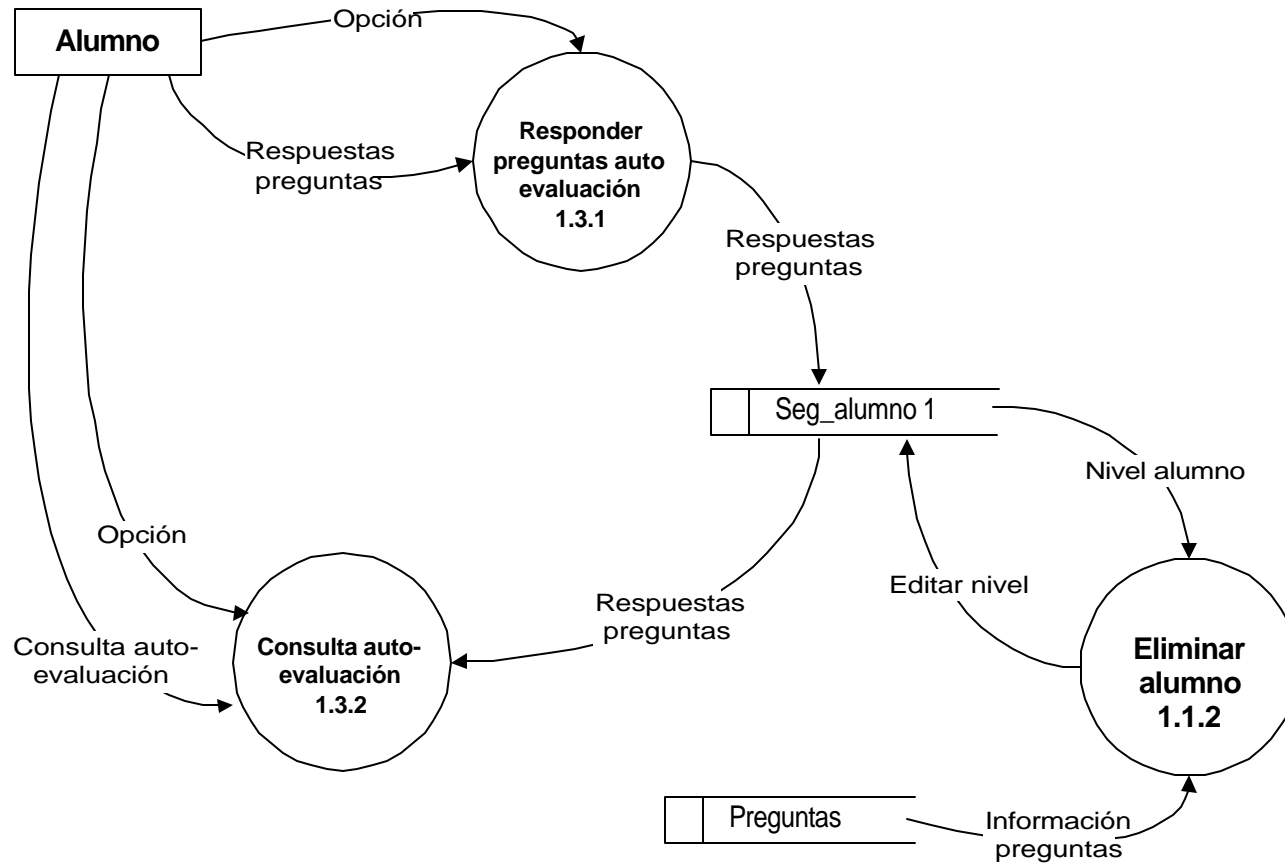 Opción
Alumno
Responder
preguntas auto
evaluación
1.3.1
Respuestas
preguntas
Respuestas
preguntas
Seg_alumno 1
Nivel alumno
Opción
Editar nivel
Respuestas
preguntas
Consulta auto-
evaluación
Consulta auto-
evaluación
1.3.2
Eliminar
alumno
1.1.2
Preguntas
Información
preguntas